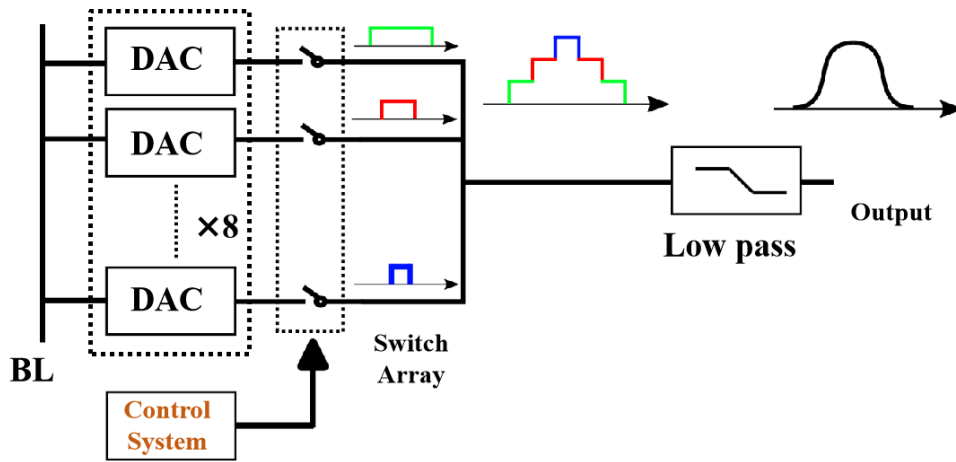 DAC
DAC
×8
DAC
BL
Control
System
Switch
Array
Low pass
Output